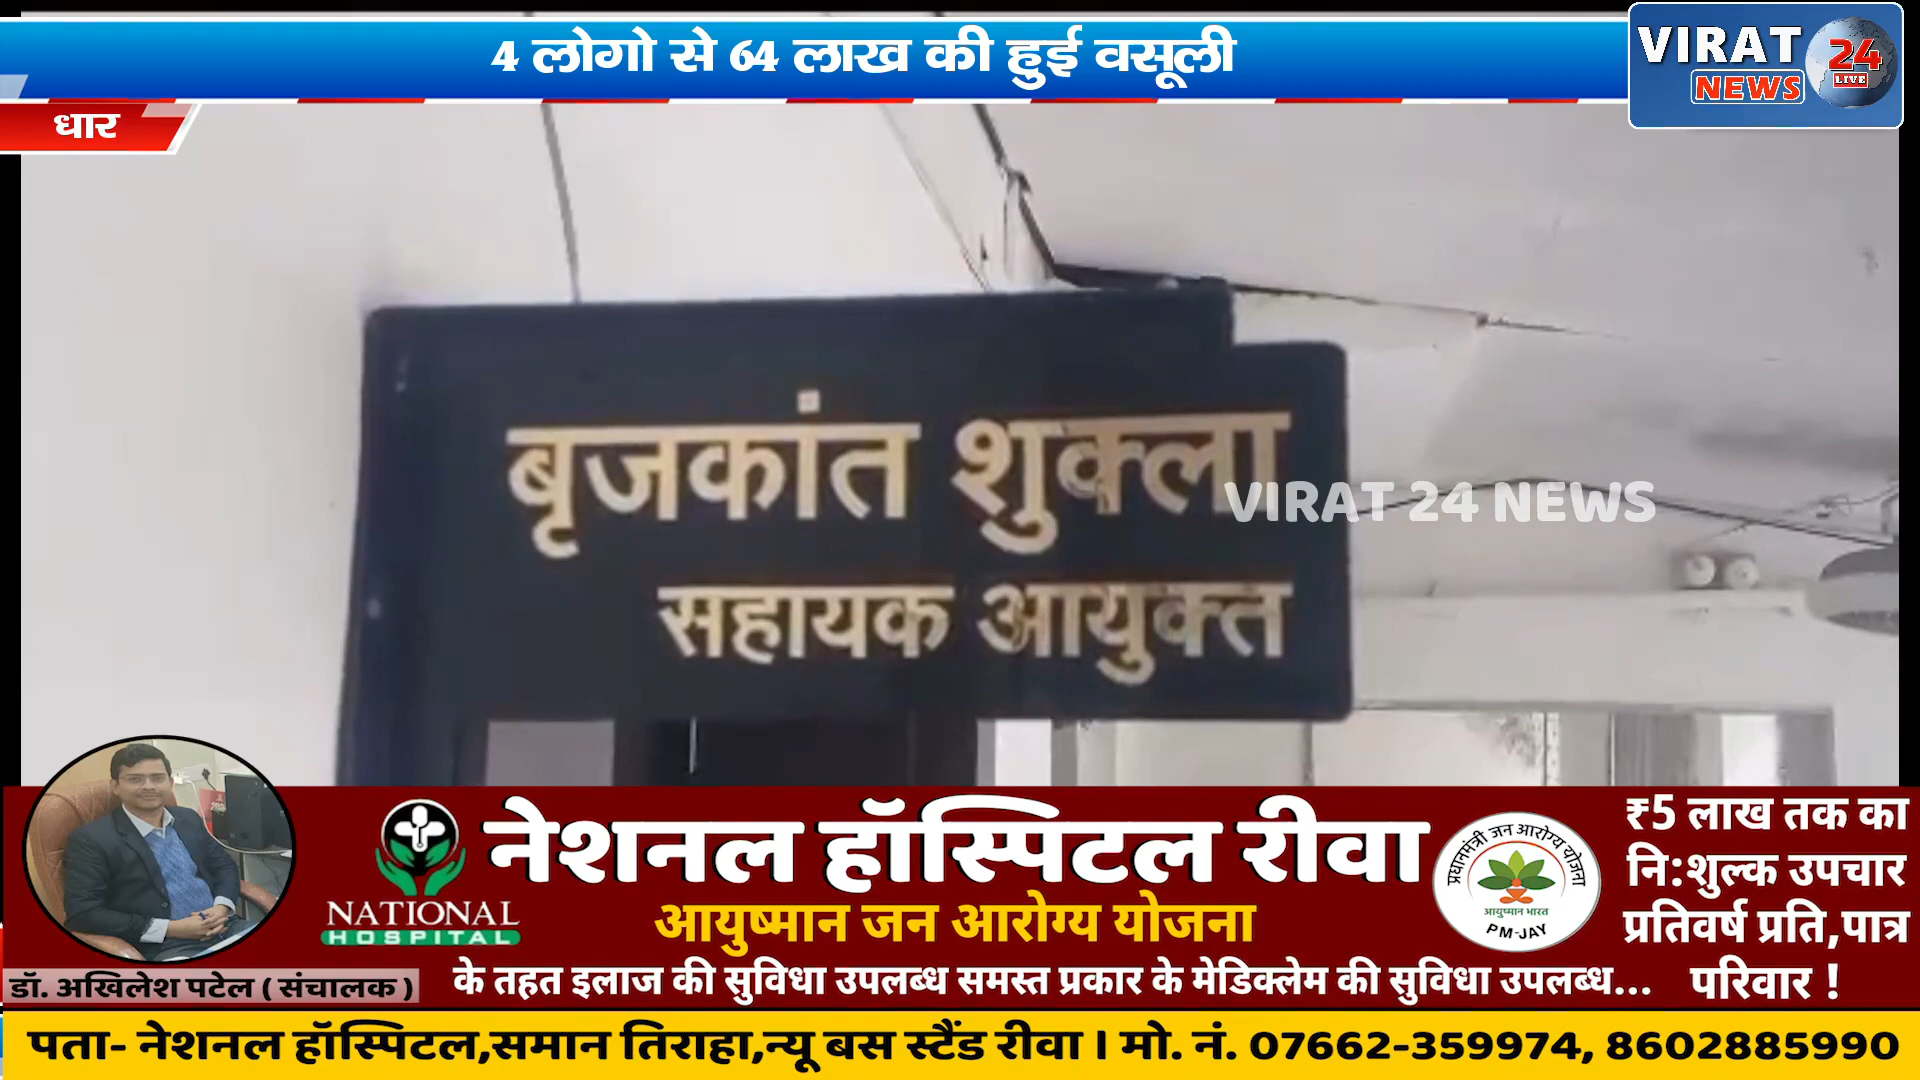 4 लोगो से 64 लाख की हुई वसूली
VIRAT
24
LIVE
NEWS
धार
बृजकांत शुक्ला
VIRAT 24 NEWS
सहायक आयुक्त
नेशनल हॉस्पिटल रीवा
NATIONAL
HOSPITAL
आयुष्मान जन आरोग्य योजना
प्रधानमंत्री जन आरोग्य योजना
आयुष्मान भारत
PM-JAY
₹5 लाख तक का
नि:शुल्क उपचार
प्रतिवर्ष प्रति,पात्र
परिवार !
डॉ. अखिलेश पटेल ( संचालक )
के तहत इलाज की सुविधा उपलब्ध समस्त प्रकार के मेडिक्लेम की सुविधा उपलब्ध...
पता- नेशनल हॉस्पिटल,समान तिराहा,न्यू बस स्टैंड रीवा । मो. नं. 07662-359974, 8602885990